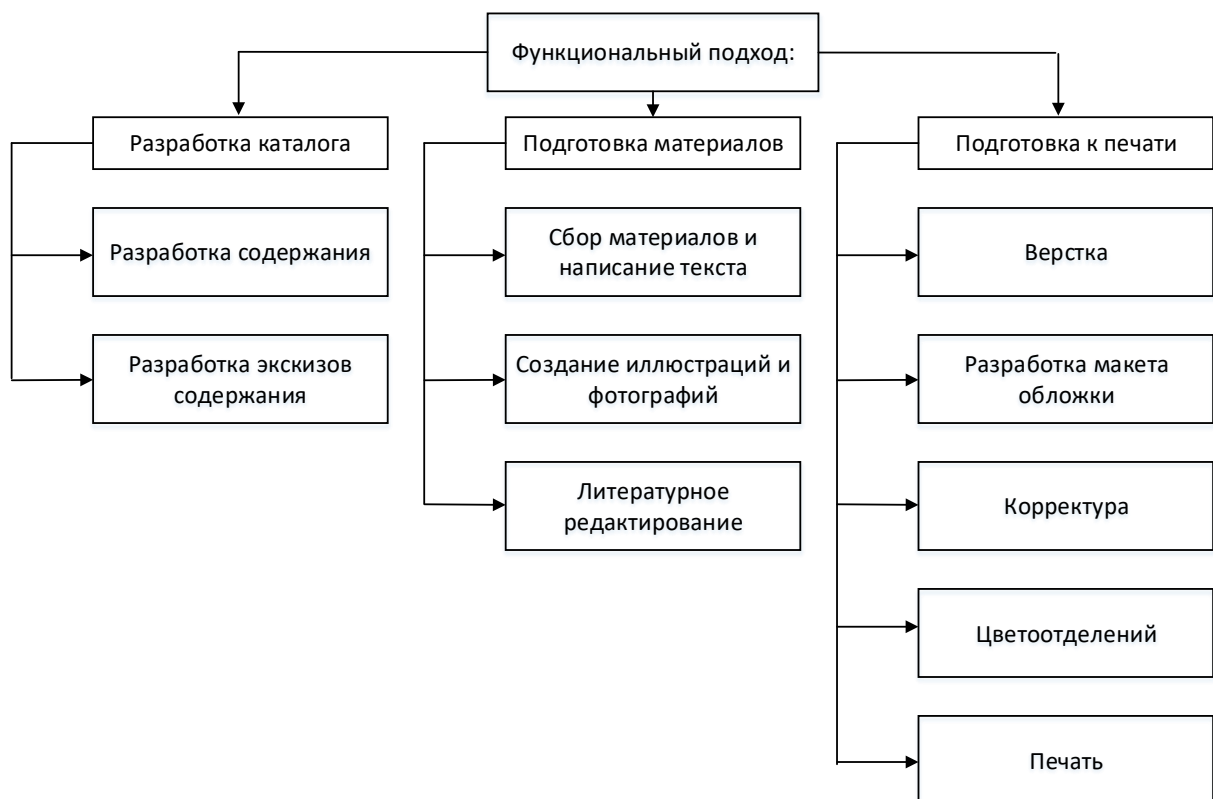 Функциональный подход:
Разработка каталога
Разработка содержания
Разработка экскизов
содержания
Подготовка материалов
Сбор материалов и
написание текста
Создание иллюстраций и
фотографий
Литературное
редактирование
Подготовка к печати
Верстка
Разработка макета
обложки
Корректура
Цветоотделений
Печать